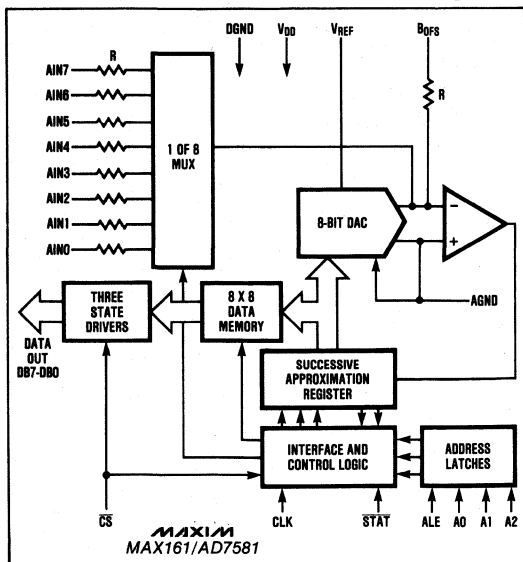 DGND VDD VREF BOFS
R
AIN7
AIN6
AIN5
AIN4
AIN3
AIN2
AIN1
AIN0
1 OF 8
MUX
R
8-BIT DAC
−
+
AGND
THREE
STATE
DRIVERS
8 X 8
DATA
MEMORY
DATA
OUT
DB7-DB0
SUCCESSIVE
APPROXIMATION
REGISTER
INTERFACE AND
CONTROL LOGIC
ADDRESS
LATCHES
C̅S̅ CLK S̅T̅A̅T̅ ALE A0 A1 A2
MAXIM
MAX161/AD7581